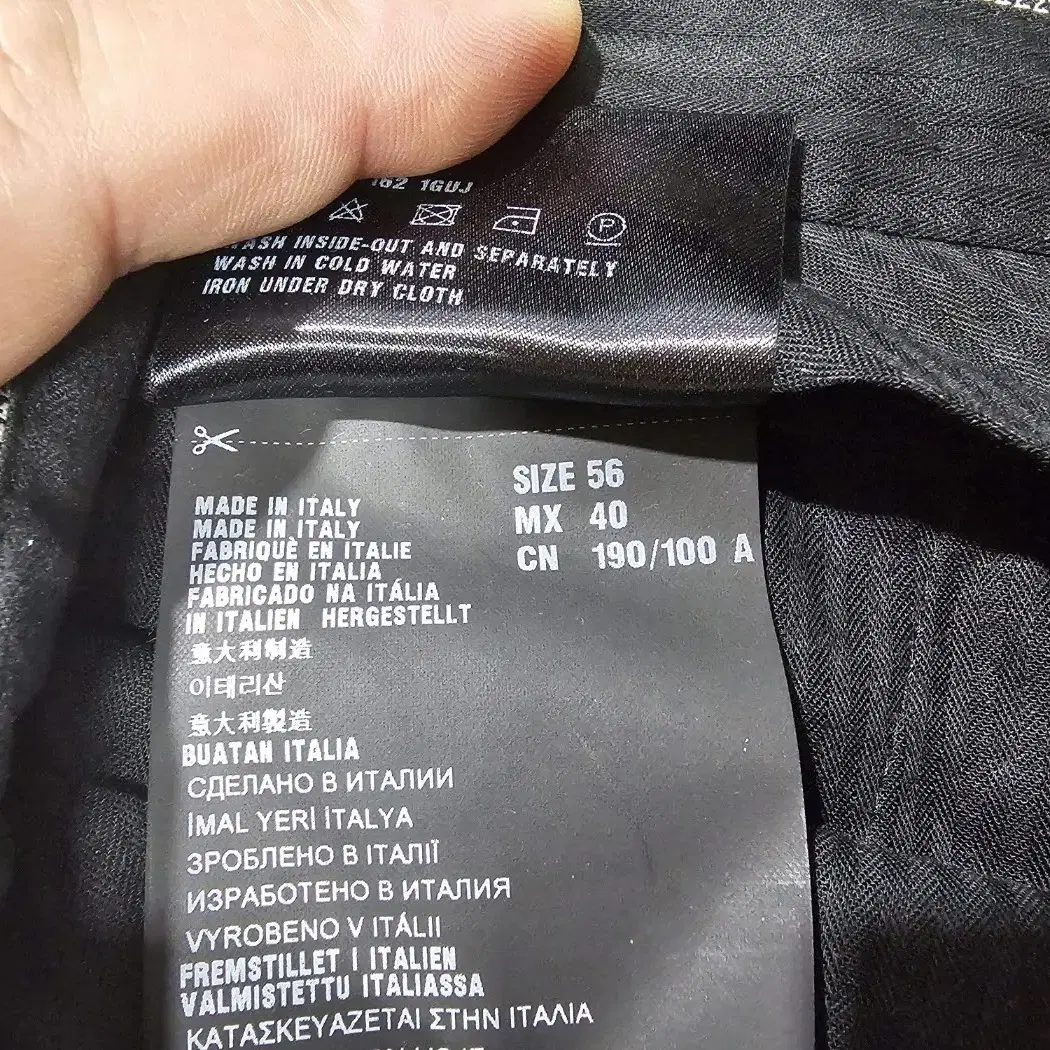 162 1GUJ
P
WASH INSIDE-OUT AND SEPARATELY
WASH IN COLD WATER
IRON UNDER DRY CLOTH
SIZE 56
MX 40
CN 190/100 A
MADE IN ITALY
MADE IN ITALY
FABRIQUÈ EN ITALIE
HECHO EN ITALIA
FABRICADO NA ITÁLIA
IN ITALIEN HERGESTELLT
意大利制造
이태리산
意大利製造
BUATAN ITALIA
СДЕЛАНО В ИТАЛИИ
İMAL YERİ İTALYA
ЗРОБЛЕНО В ІТАЛІЇ
ИЗРАБОТЕНО В ИТАЛИЯ
VYROBENO V ITÁLII
FREMSTILLET I ITALIEN
VALMISTETTU ITALIASSA
ΚΑΤΑΣΚΕΥΑΖΕΤΑΙ ΣΤΗΝ ΙΤΑΛΙΑ